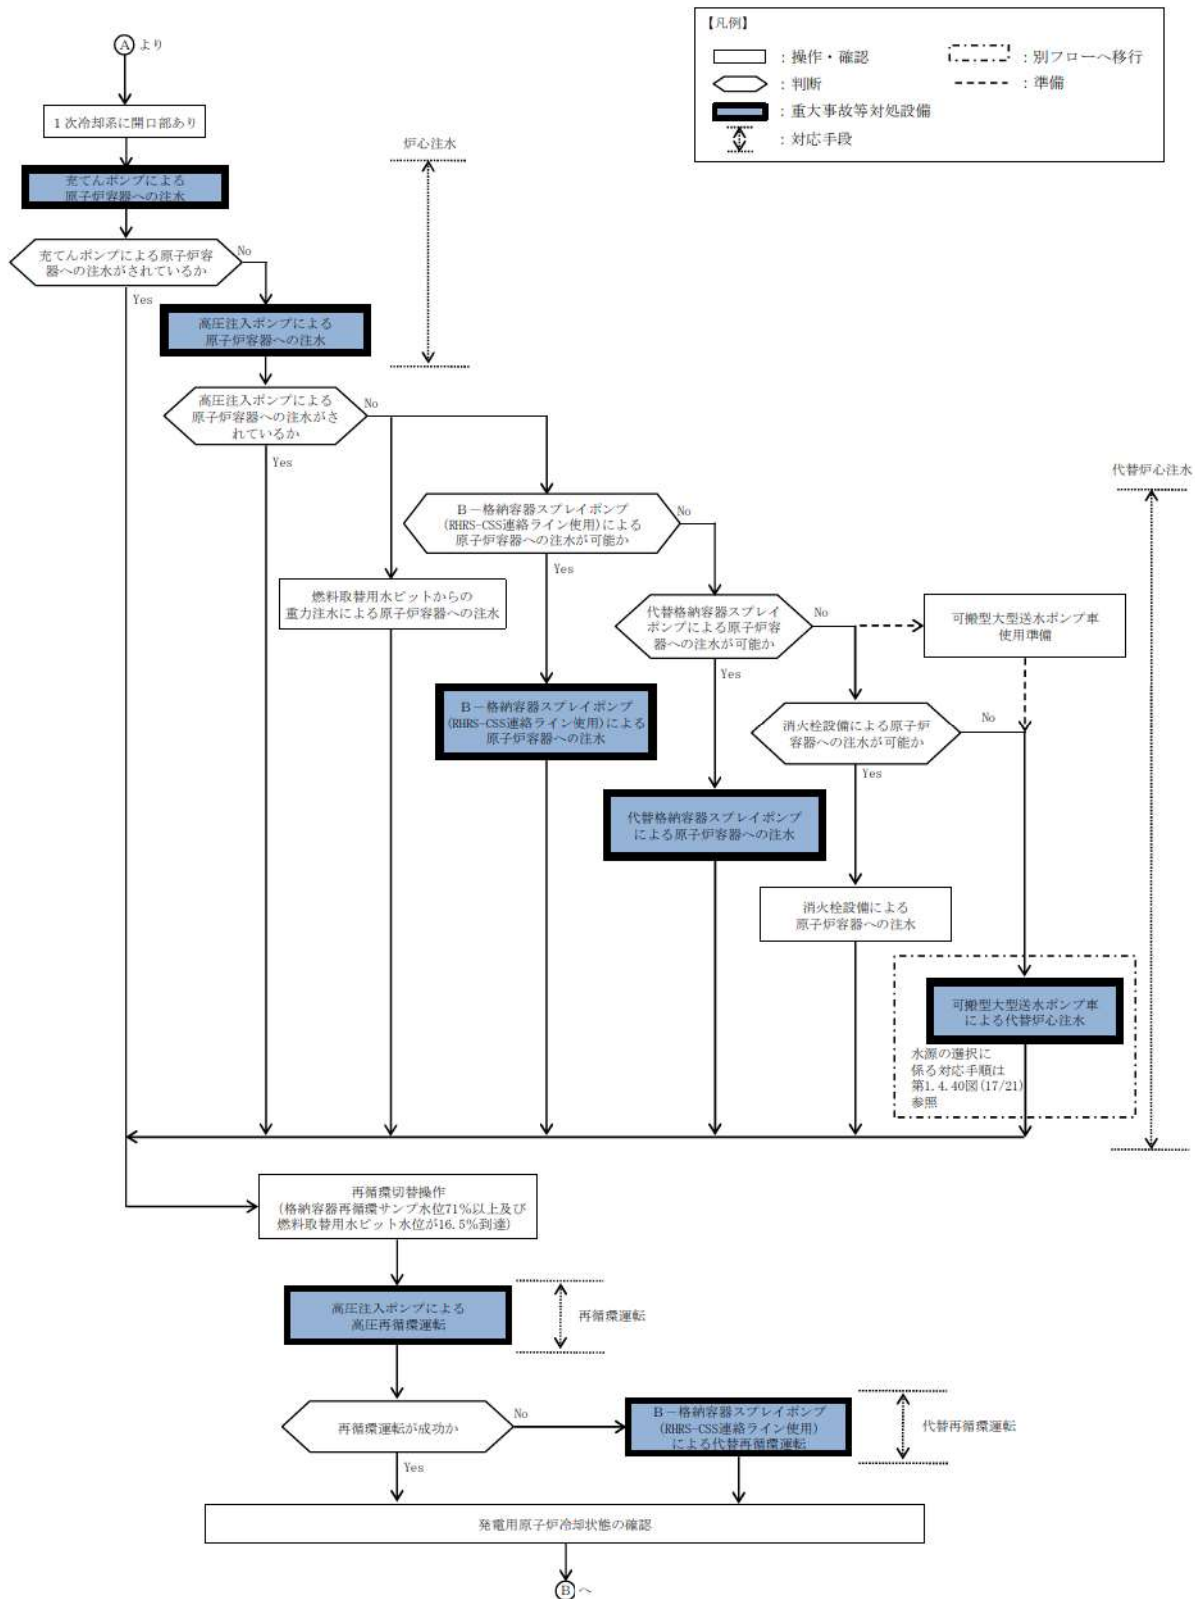 【凡例】
：操作・確認
：別フローへ移行
：判断
：準備
：重大事故等対処設備
：対応手段
Ⓐより
１次冷却系に開口部あり
充てんポンプによる
原子炉容器への注水
炉心注水
充てんポンプによる原子炉容
器への注水がされているか
No
Yes
高圧注入ポンプによる
原子炉容器への注水
高圧注入ポンプによる
原子炉容器への注水がさ
れているか
No
Yes
代替炉心注水
Ｂ－格納容器スプレイポンプ
(RHRS-CSS連絡ライン使用)による
原子炉容器への注水が可能か
No
Yes
燃料取替用水ピットからの
重力注水による原子炉容器への注水
代替格納容器スプレイ
ポンプによる原子炉容
器への注水が可能か
No
Yes
可搬型大型送水ポンプ車
使用準備
Ｂ－格納容器スプレイポンプ
(RHRS-CSS連絡ライン使用)による
原子炉容器への注水
消火栓設備による原子炉
容器への注水が可能か
No
Yes
代替格納容器スプレイポンプ
による原子炉容器への注水
消火栓設備による
原子炉容器への注水
可搬型大型送水ポンプ車
による代替炉心注水
水源の選択に
係る対応手順は
第1.4.40図(17/21)
参照
再循環切替操作
(格納容器再循環サンプ水位71%以上及び
燃料取替用水ピット水位が16.5%到達)
高圧注入ポンプによる
高圧再循環運転
再循環運転
再循環運転が成功か
No
Yes
Ｂ－格納容器スプレイポンプ
(RHRS-CSS連絡ライン使用)
による代替再循環運転
代替再循環運転
発電用原子炉冷却状態の確認
Ⓑへ